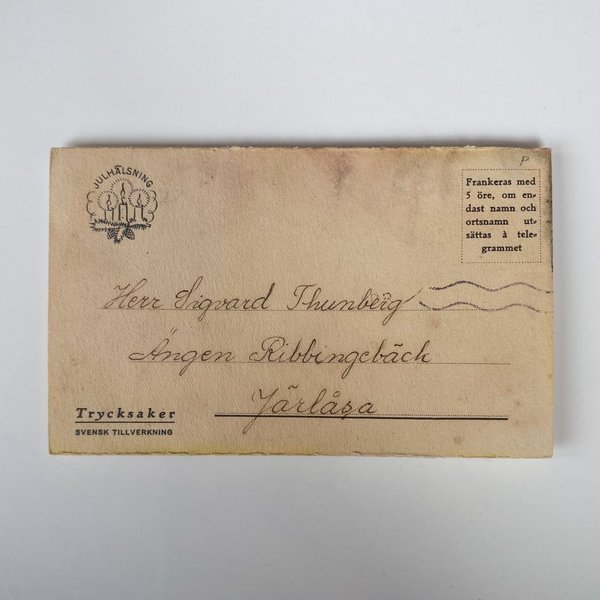 JULHÄLSNING
P
Frankeras med
5 öre, om en-
dast namn och
ortsnamn ut-
sättas å tele-
grammet
Herr Sigvard Thunberg
Ängen Ribbingebäck
Järlåsa
Trycksaker
SVENSK TILLVERKNING